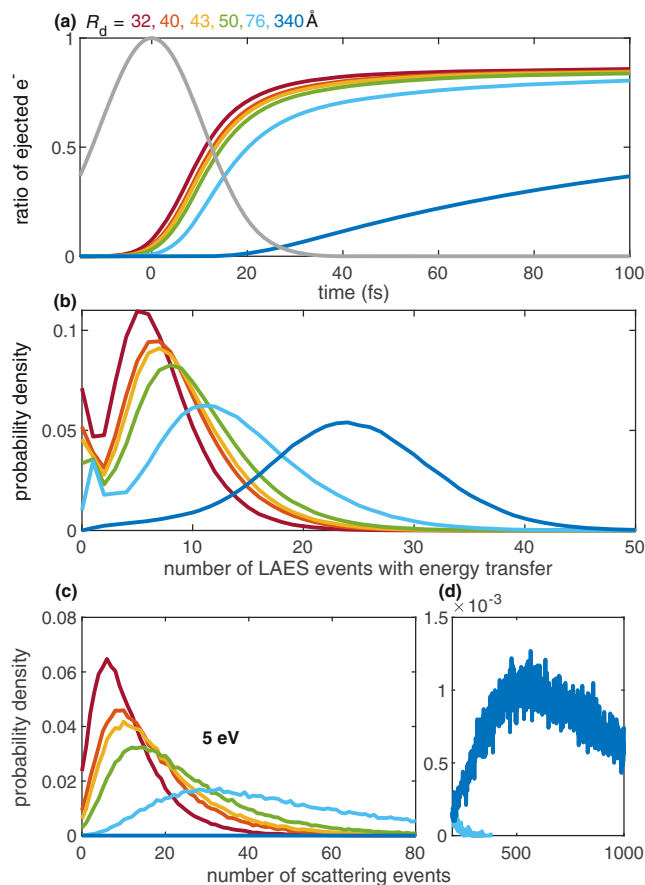 (a) R_d = 32, 40, 43, 50, 76, 340 Å
1
0.5
0
ratio of ejected e⁻
0 20 40 60 80 100
time (fs)
(b)
0.1
0.05
0
probability density
0 10 20 30 40 50
number of LAES events with energy transfer
(c)
0.08
0.06
0.04
0.02
0
probability density
5 eV
0 20 40 60 80
number of scattering events
(d)
× 10⁻³
1.5
1
0.5
0
500 1000